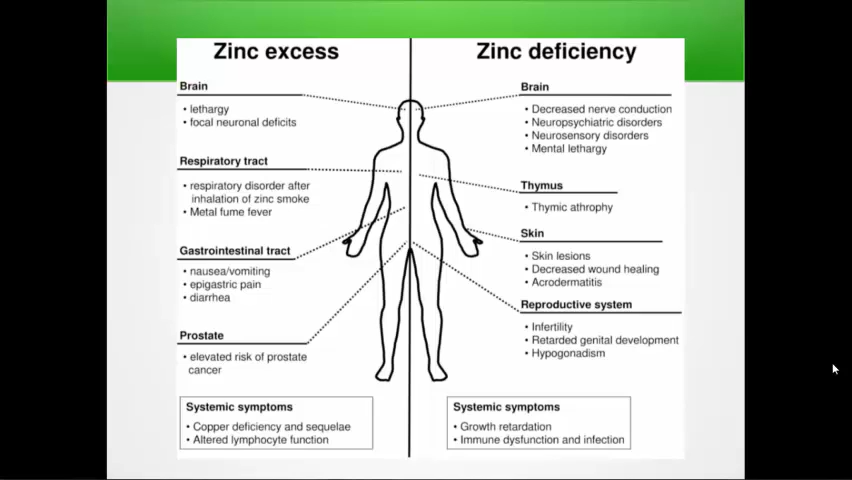 Zinc excess
Brain
• lethargy
• focal neuronal deficits
Respiratory tract
• respiratory disorder after
inhalation of zinc smoke
• Metal fume fever
Gastrointestinal tract
• nausea/vomiting
• epigastric pain
• diarrhea
Prostate
• elevated risk of prostate
cancer
Systemic symptoms
• Copper deficiency and sequelae
• Altered lymphocyte function
Zinc deficiency
Brain
• Decreased nerve conduction
• Neuropsychiatric disorders
• Neurosensory disorders
• Mental lethargy
Thymus
• Thymic athrophy
Skin
• Skin lesions
• Decreased wound healing
• Acrodermatitis
Reproductive system
• Infertility
• Retarded genital development
• Hypogonadism
Systemic symptoms
• Growth retardation
• Immune dysfunction and infection